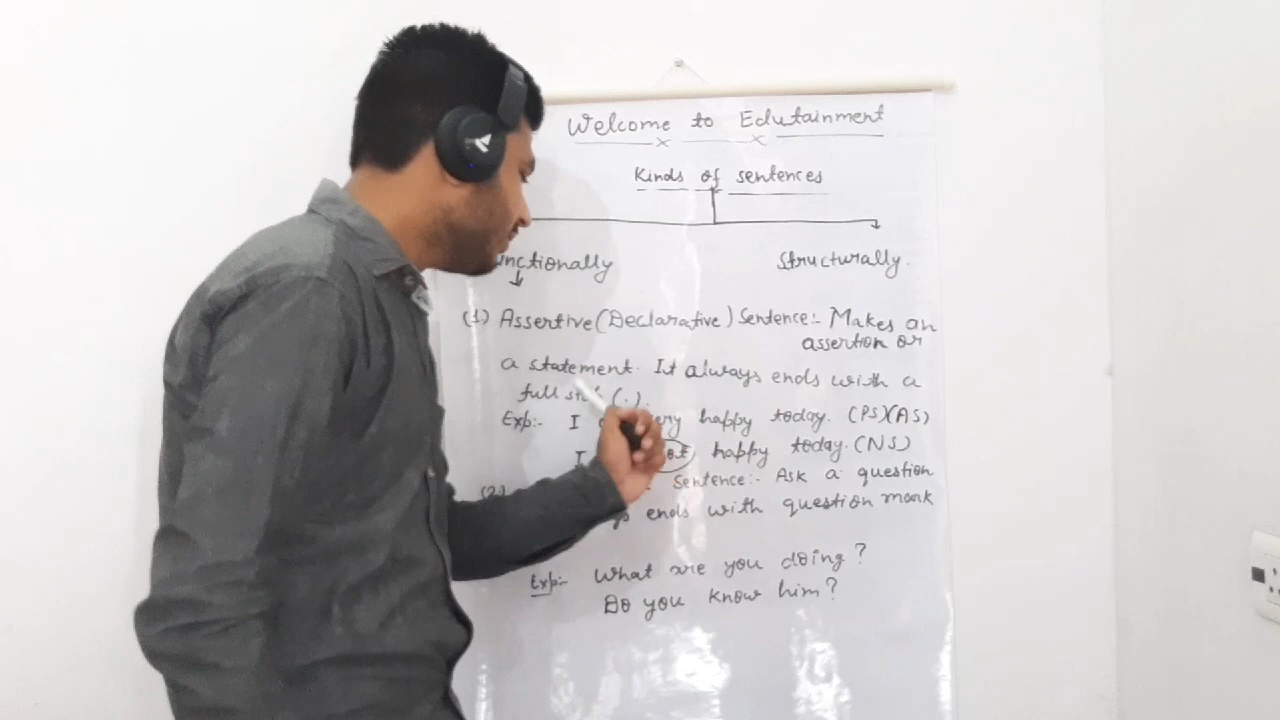 Welcome to Edutainment
Kinds of sentences
nctionally Structurally.
(1) Assertive (Declarative) Sentence:- Makes an
assertion or
a statement. It always ends with a
full (.).
Exp:- I happy today. (PS)(AS)
I happy today. (NS)
(2) Sentence:- Ask a question
ends with question mark
Exp:- What are you doing?
Do you know him?